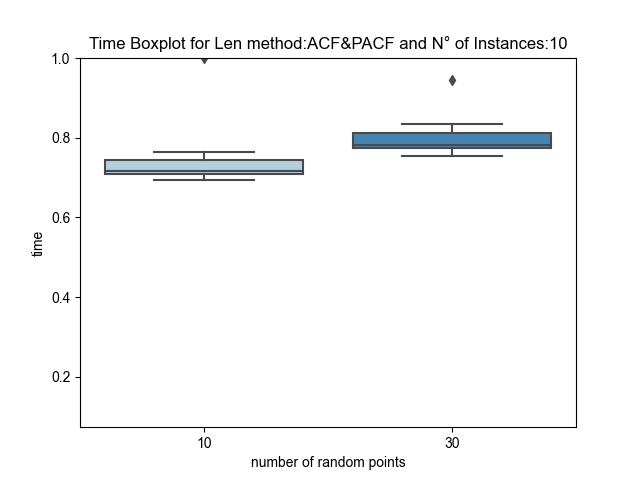 Time Boxplot for Len method:ACF&PACF and N° of Instances:10
1.0
0.8
0.6
0.4
0.2
time
10
30
number of random points